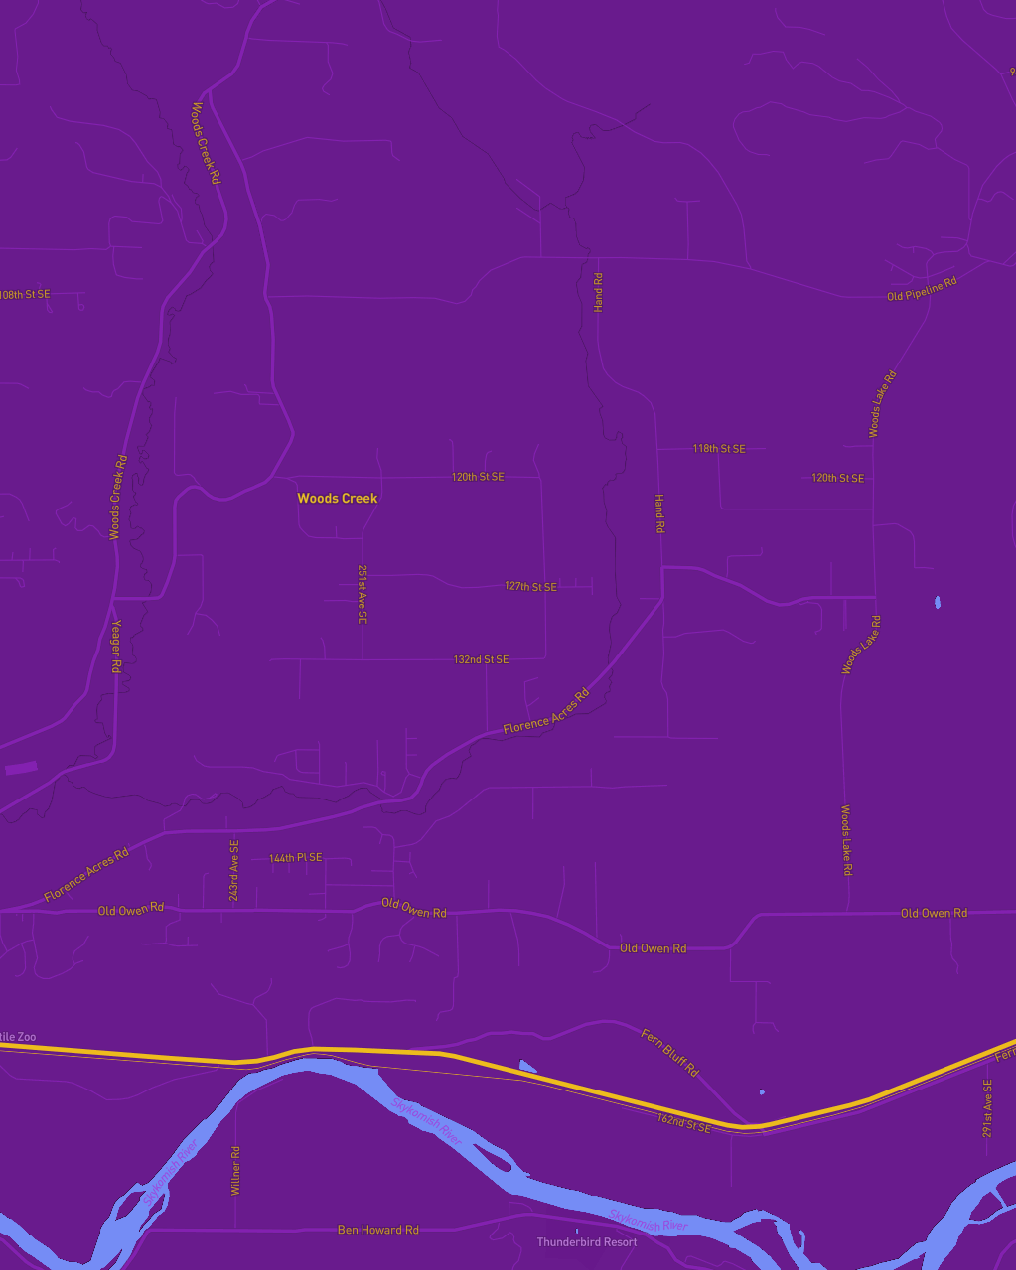 Woods Creek Rd
108th St SE
Hand Rd
Old Pipeline Rd
Woods Lake Rd
118th St SE
120th St SE
120th St SE
Woods Creek
Woods Creek Rd
Hand Rd
251st Ave SE
127th St SE
Yeager Rd
132nd St SE
Woods Lake Rd
Florence Acres Rd
Woods Lake Rd
144th Pl SE
243rd Ave SE
Florence Acres Rd
Old Owen Rd
Old Owen Rd
Old Owen Rd
Old Owen Rd
tile Zoo
Fern Bluff Rd
Fern
162nd St SE
291st Ave SE
Skykomish River
Skykomish River
Willner Rd
Skykomish River
Ben Howard Rd
Thunderbird Resort